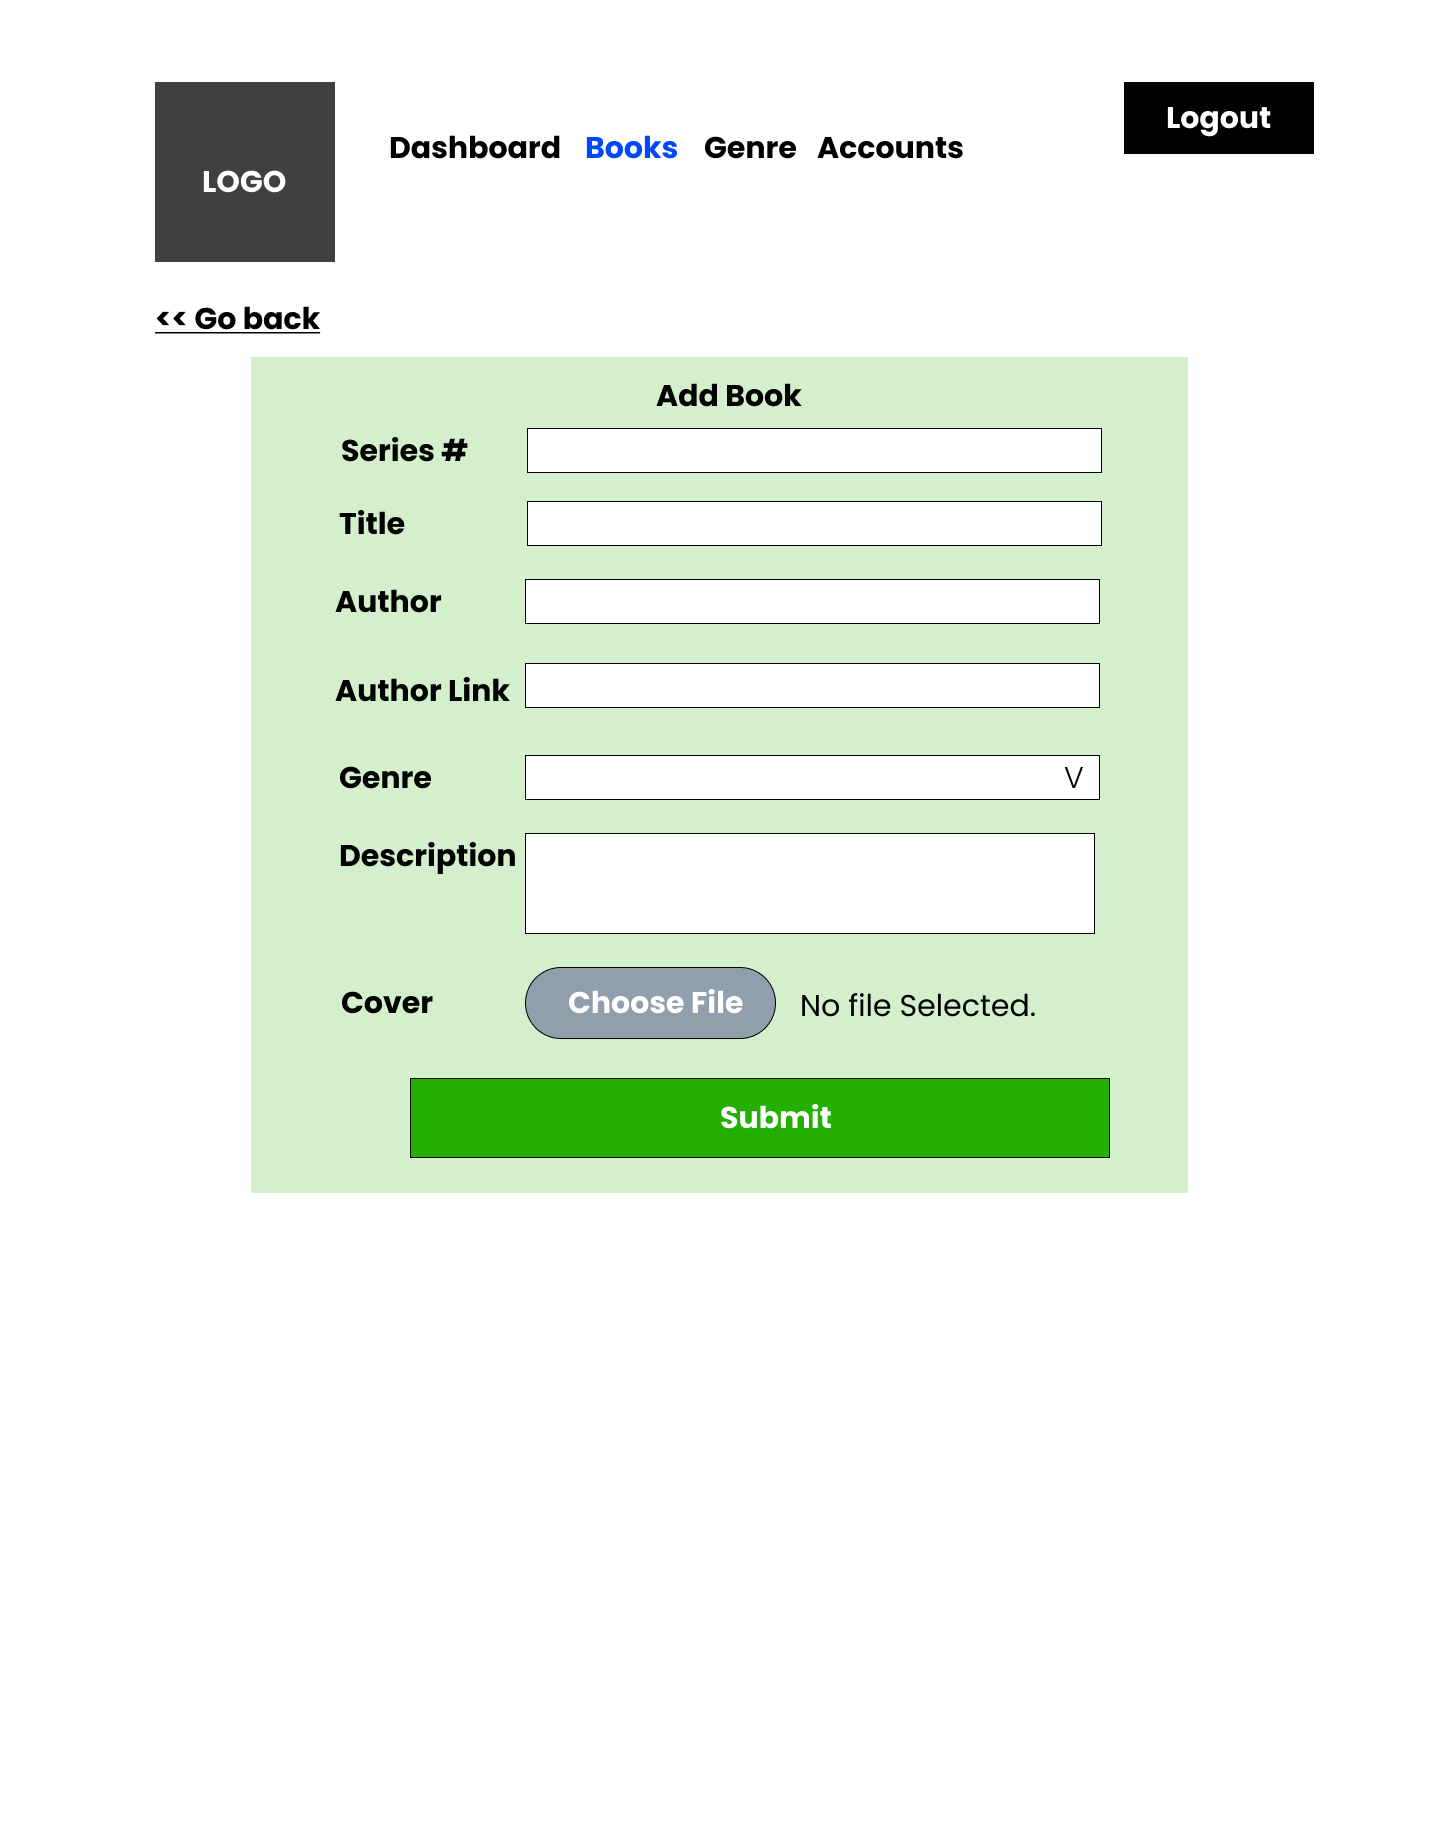 LOGO
Dashboard Books Genre Accounts
Logout
<< Go back
Add Book
Series #
Title
Author
Author Link
Genre V
Description
Cover Choose File No file Selected.
Submit